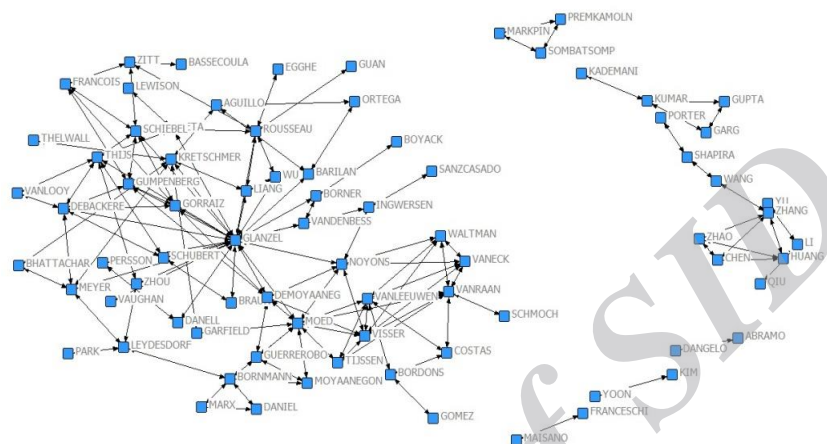 PREMKAMOLN
MARKPIN
SOMBATSOMP
ZITT
BASSECOULA
EGGHE
GUAN
KADEMANI
FRANCOIS
LEWISON
AGUILLO
ORTEGA
KUMAR
GUPTA
PORTER
SCHIEBEL
ROUSSEAU
GARG
THELWALL
BOYACK
THIJS
KRETSCHMER
SHAPIRA
WU
BARILAN
SANZCASADO
WANG
VANLOOY
GUMPENBERG
LIANG
BORNER
DEBACKERE
GORRAIZ
INGWERSEN
ZHANG
VANDENBESS
WALTMAN
ZHAO
LI
GLANZEL
SCHUBERT
CHEN
HUANG
BHATTACHAR
PERSSON
NOYONS
VANECK
MEYER
ZHOU
QIU
VAUGHAN
BRAU
DEMOYAANEG
VANLEEUWEN
VANRAAN
DANELL
GARFIELD
MOED
VISSER
SCHMOCH
ABRAMO
PARK
LEYDESDORF
DANGELO
COSTAS
GUERREROBO
TIJSSEN
BORDONS
KIM
BORNMANN
MOYAANEGON
YOON
MARX
DANIEL
GOMEZ
FRANCESCHI
MAISANO
of SID